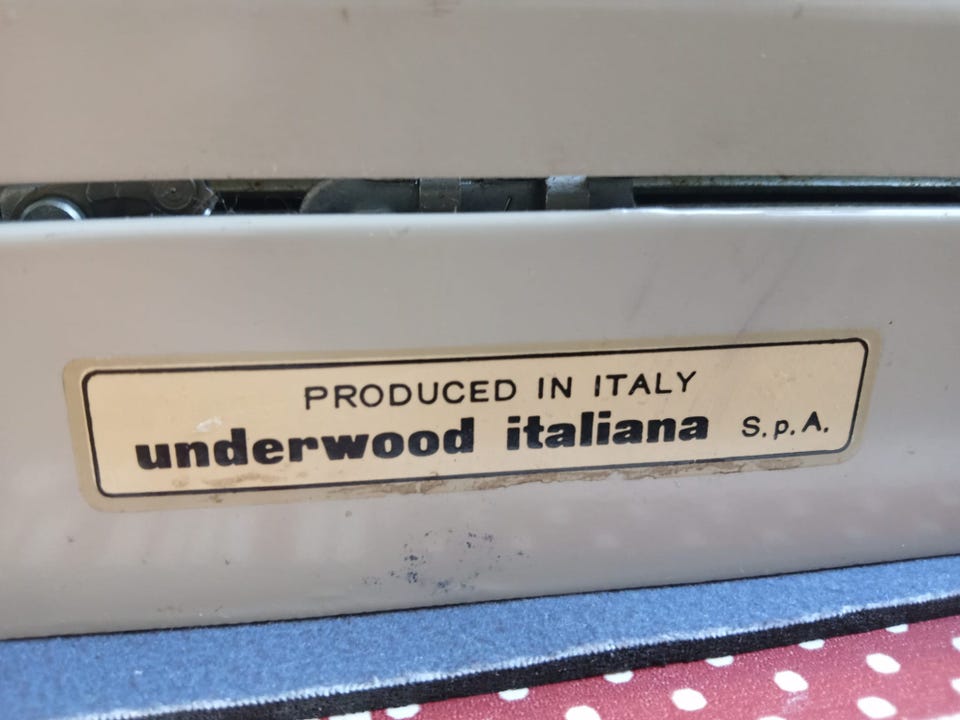 PRODUCED IN ITALY
underwood italiana S.p.A.